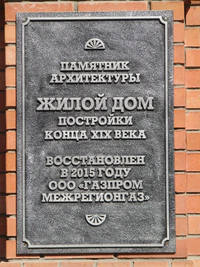 ПАМЯТНИК
АРХИТЕКТУРЫ
ЖИЛОЙ ДОМ
ПОСТРОЙКИ
КОНЦА XIX ВЕКА
ВОССТАНОВЛЕН
В 2015 ГОДУ
ООО «ГАЗПРОМ
МЕЖРЕГИОНГАЗ»